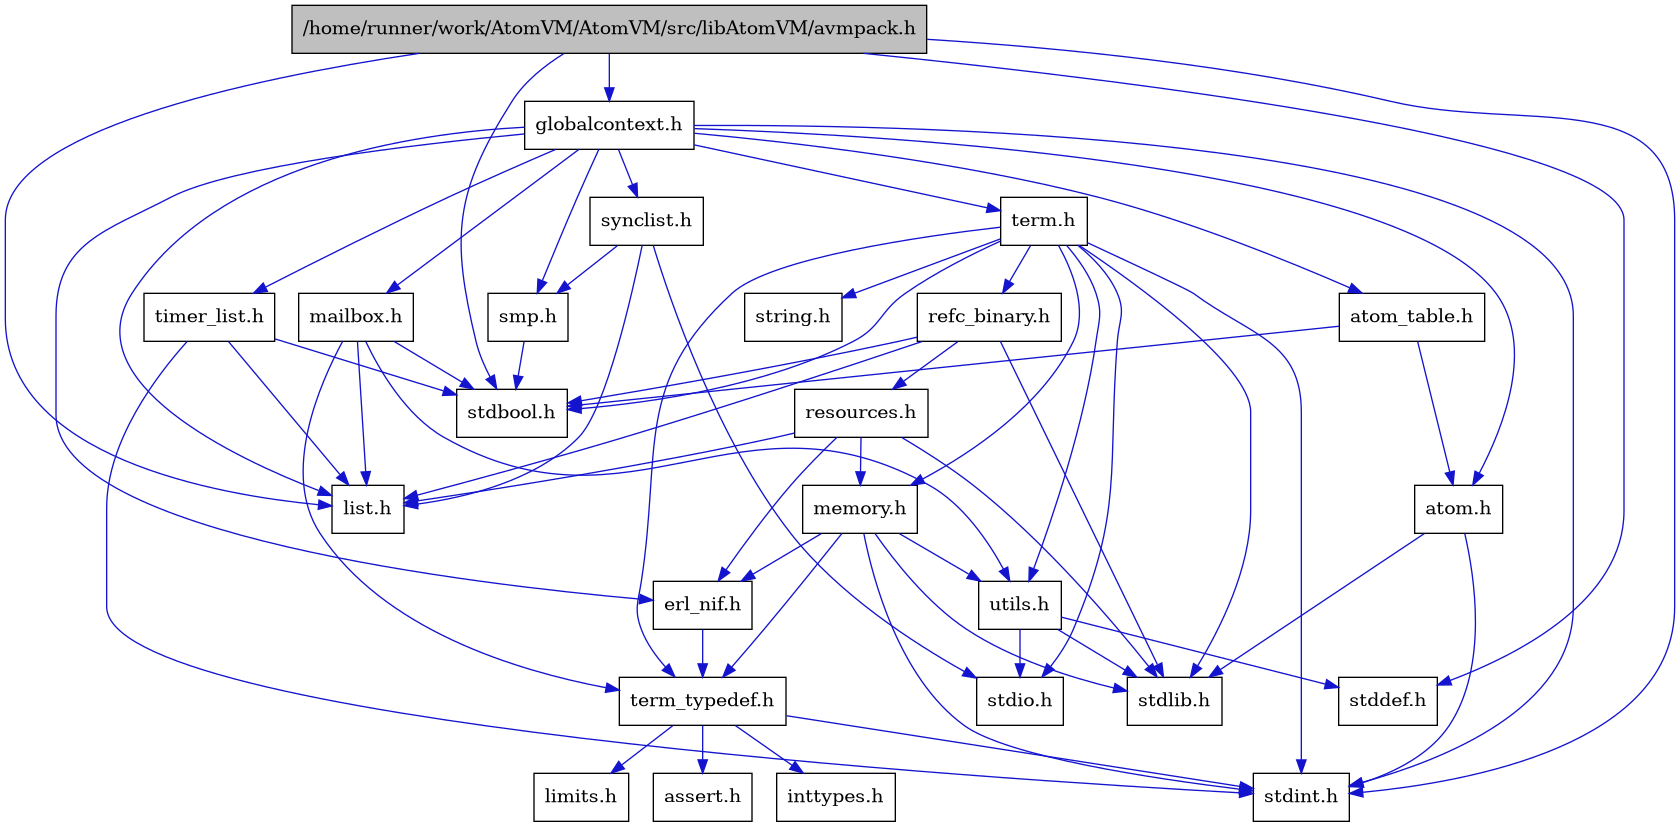 /home/runner/work/AtomVM/AtomVM/src/libAtomVM/avmpack.h
globalcontext.h
synclist.h
term.h
timer_list.h
mailbox.h
smp.h
string.h
refc_binary.h
atom_table.h
stdbool.h
resources.h
list.h
memory.h
atom.h
erl_nif.h
utils.h
term_typedef.h
stdio.h
stdlib.h
stddef.h
limits.h
assert.h
inttypes.h
stdint.h